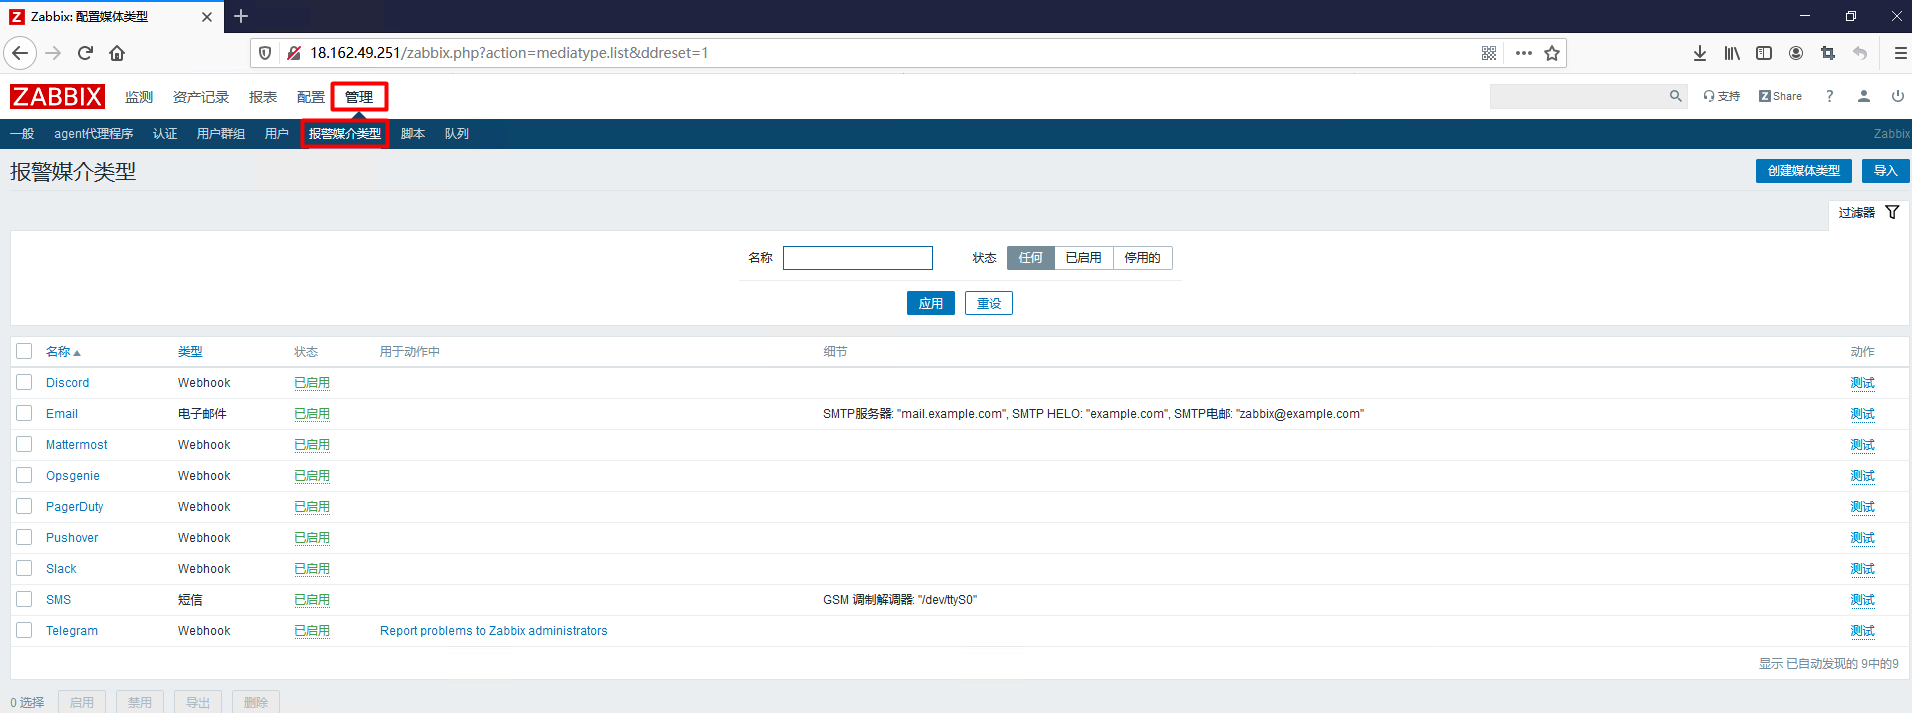 Zabbix: 配置媒体类型
18.162.49.251/zabbix.php?action=mediatype.list&ddreset=1
ZABBIX 监测 资产记录 报表 配置 管理 支持 Z Share ?
一般 agent代理程序 认证 用户群组 用户 报警媒介类型 脚本 队列 Zabbix
报警媒介类型 创建媒体类型 导入
过滤器
名称 状态 任何 已启用 停用的
应用 重设
名称 类型 状态 用于动作中 细节 动作
Discord Webhook 已启用 测试
Email 电子邮件 已启用 SMTP服务器: "mail.example.com", SMTP HELO: "example.com", SMTP电邮: "zabbix@example.com" 测试
Mattermost Webhook 已启用 测试
Opsgenie Webhook 已启用 测试
PagerDuty Webhook 已启用 测试
Pushover Webhook 已启用 测试
Slack Webhook 已启用 测试
SMS 短信 已启用 GSM 调制解调器: "/dev/ttyS0" 测试
Telegram Webhook 已启用 Report problems to Zabbix administrators 测试
显示 已自动发现的 9中的9
0 选择 启用 禁用 导出 删除